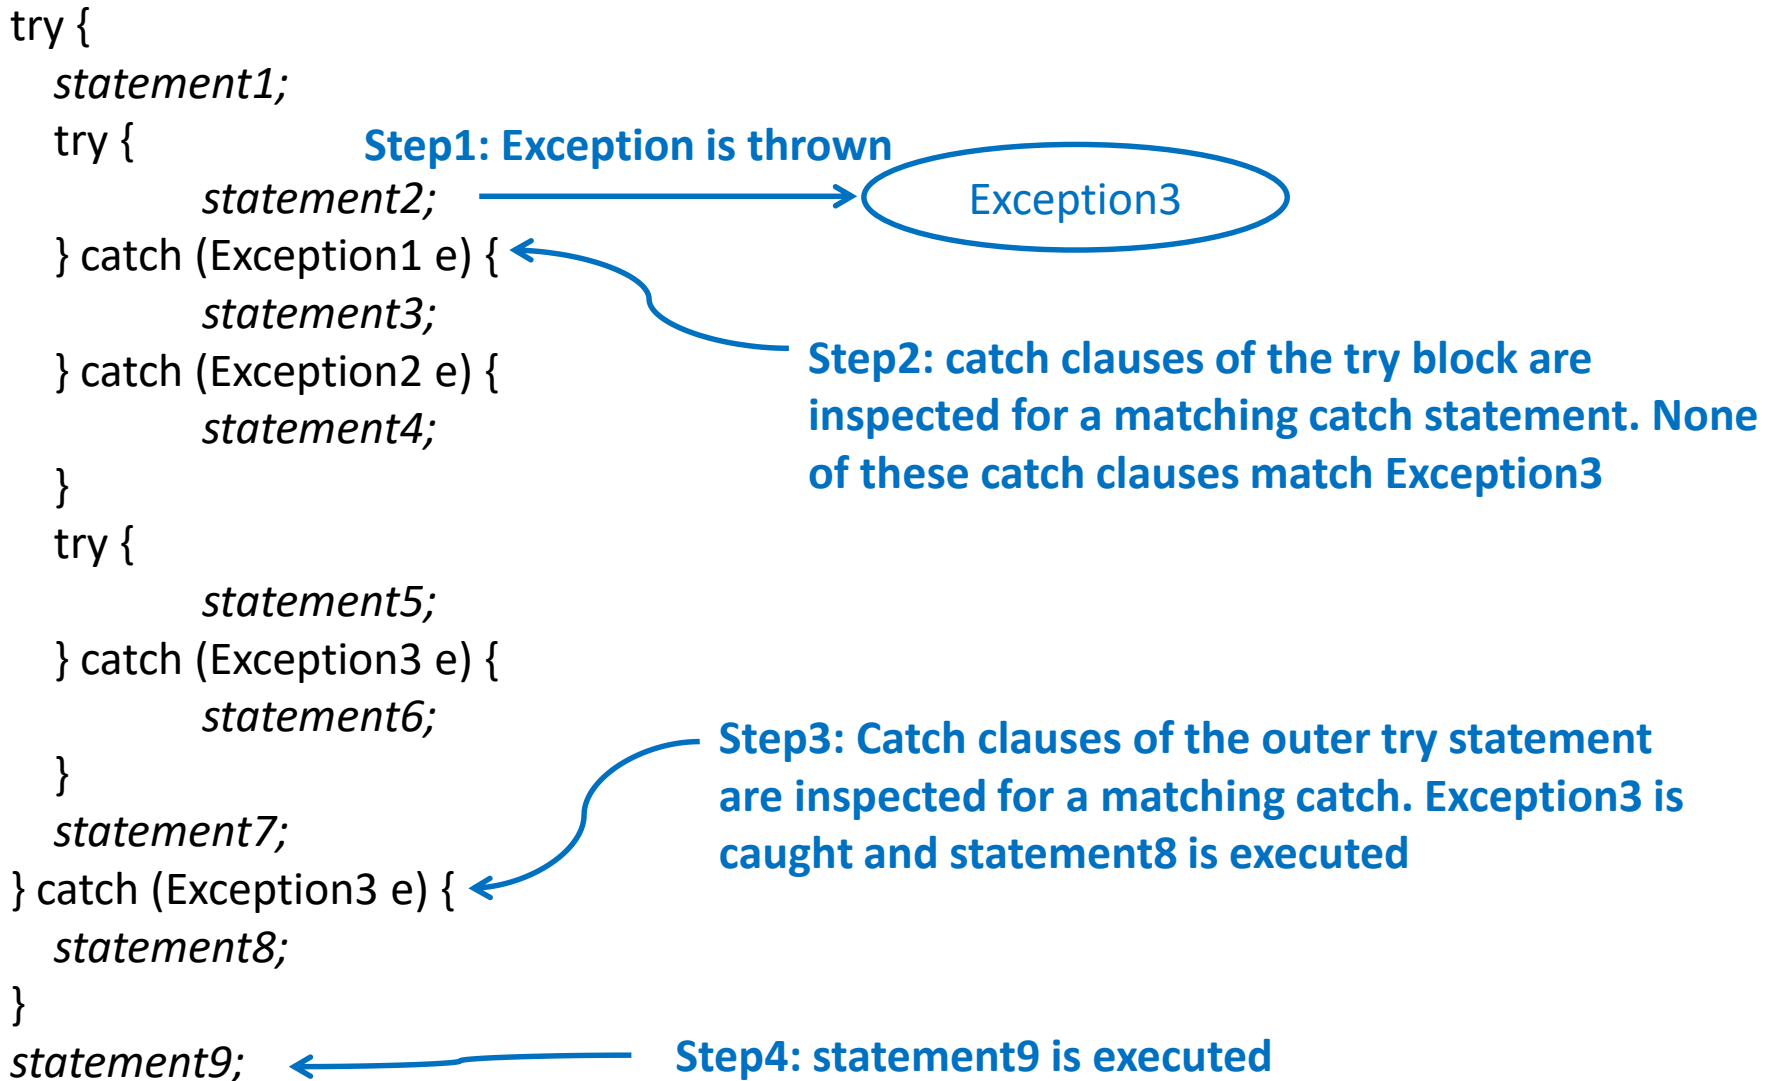 try {
statement1;
try {
Step1: Exception is thrown
statement2;
Exception3
} catch (Exception1 e) {
statement3;
Step2: catch clauses of the try block are
} catch (Exception2 e) {
inspected for a matching catch statement. None
statement4;
of these catch clauses match Exception3
}
try {
statement5;
} catch (Exception3 e) {
statement6;
Step3: Catch clauses of the outer try statement
}
are inspected for a matching catch. Exception3 is
statement7;
caught and statement8 is executed
} catch (Exception3 e) {
statement8;
}
statement9;
Step4: statement9 is executed